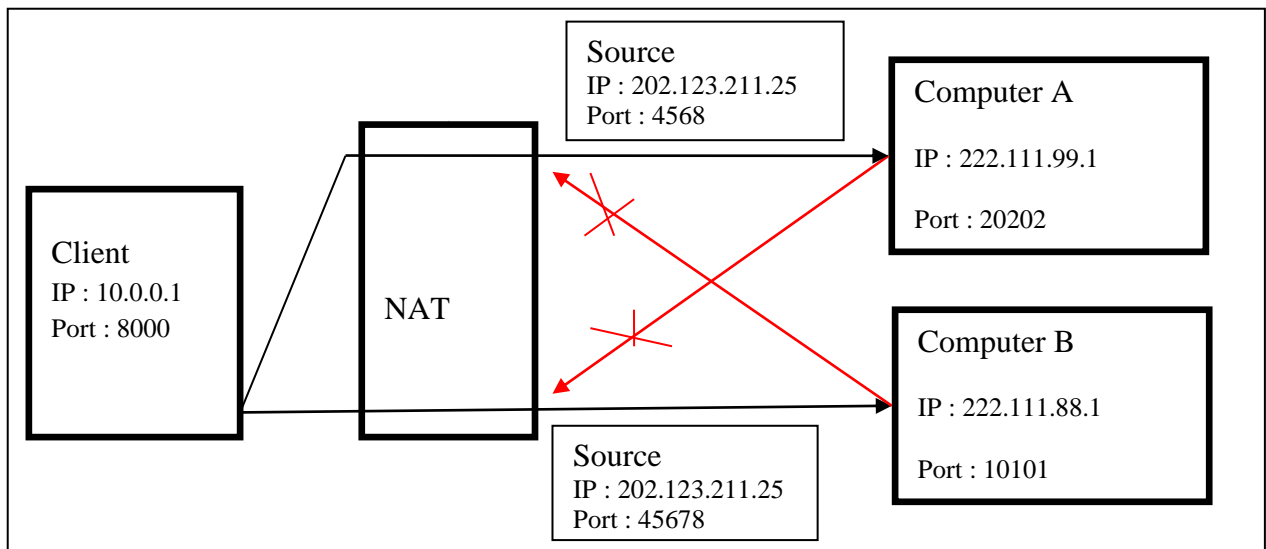 Source
IP : 202.123.211.25
Port : 4568
Computer A
IP : 222.111.99.1
Port : 20202
Client
IP : 10.0.0.1
Port : 8000
NAT
Computer B
IP : 222.111.88.1
Port : 10101
Source
IP : 202.123.211.25
Port : 45678